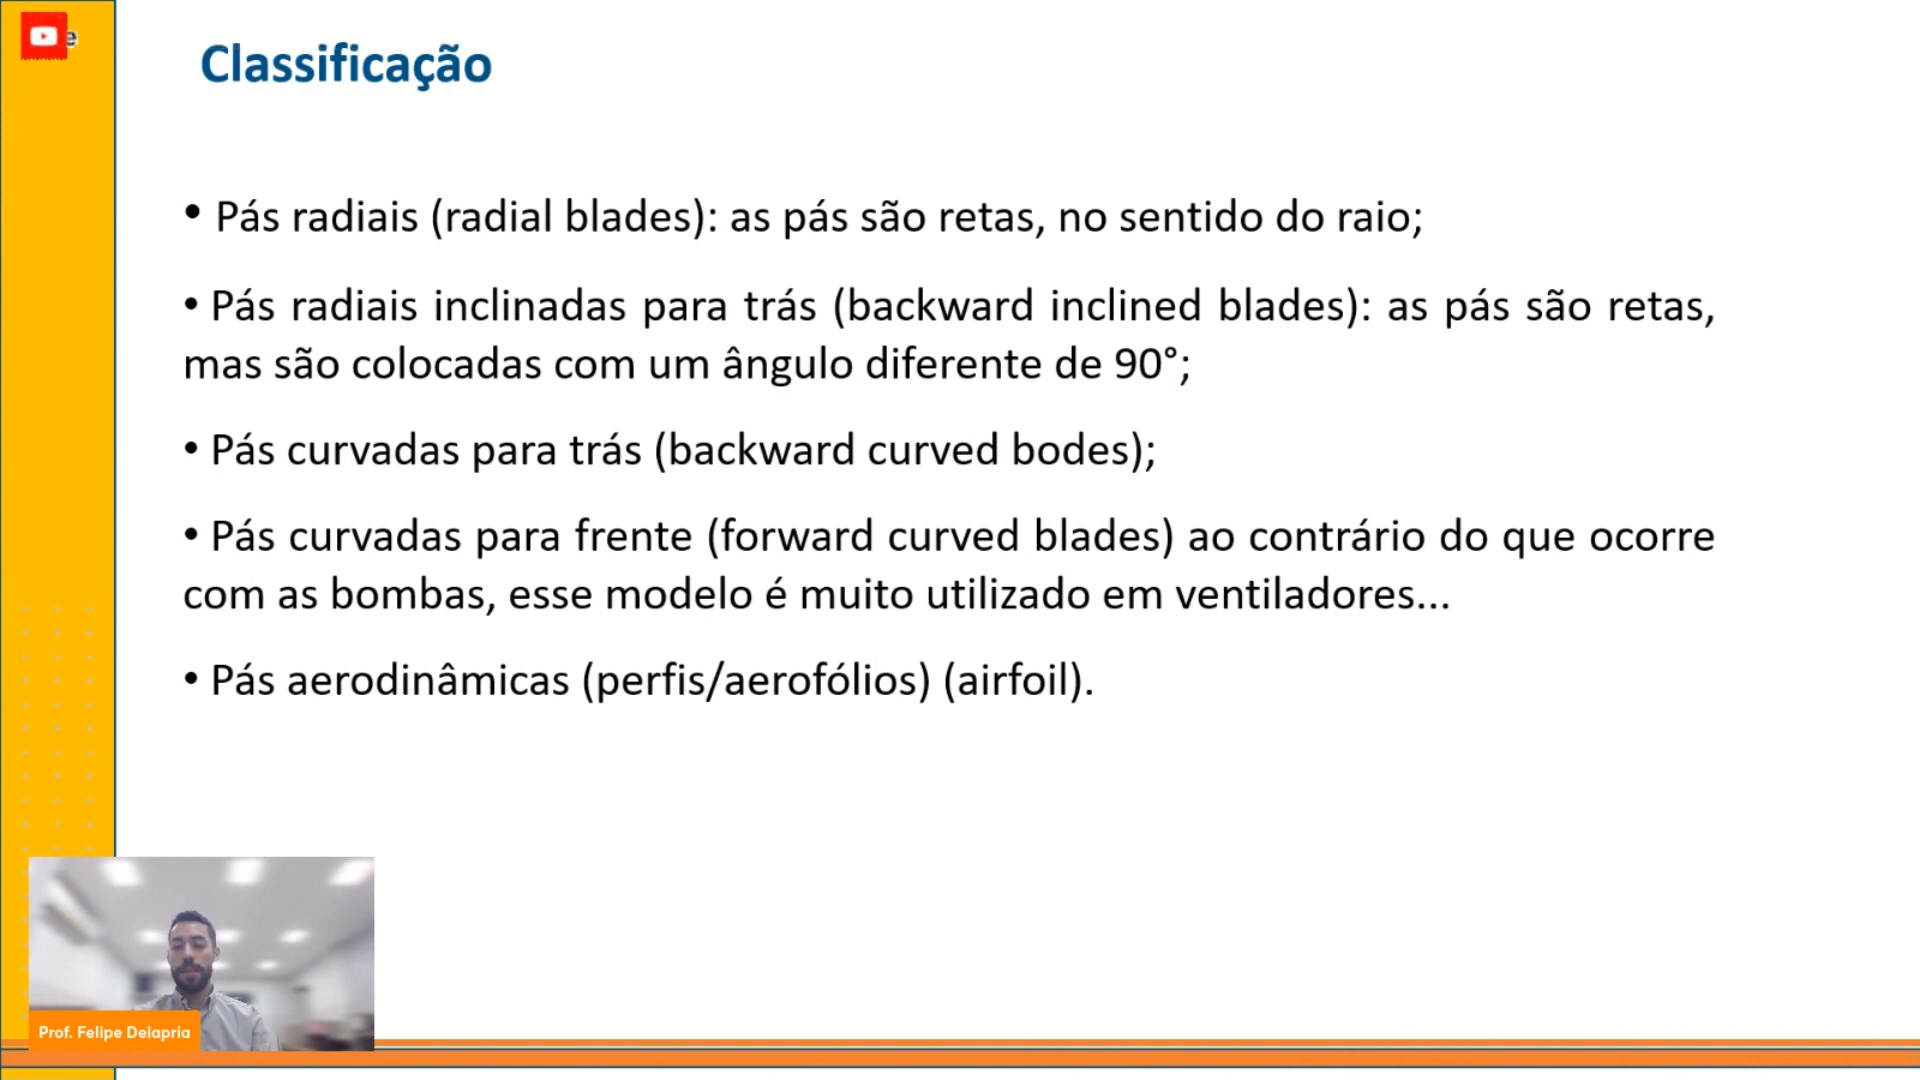 Classificação
• Pás radiais (radial blades): as pás são retas, no sentido do raio;
• Pás radiais inclinadas para trás (backward inclined blades): as pás são retas,
mas são colocadas com um ângulo diferente de 90°;
• Pás curvadas para trás (backward curved bodes);
• Pás curvadas para frente (forward curved blades) ao contrário do que ocorre
com as bombas, esse modelo é muito utilizado em ventiladores...
• Pás aerodinâmicas (perfis/aerofólios) (airfoil).
Prof. Felipe Delapria